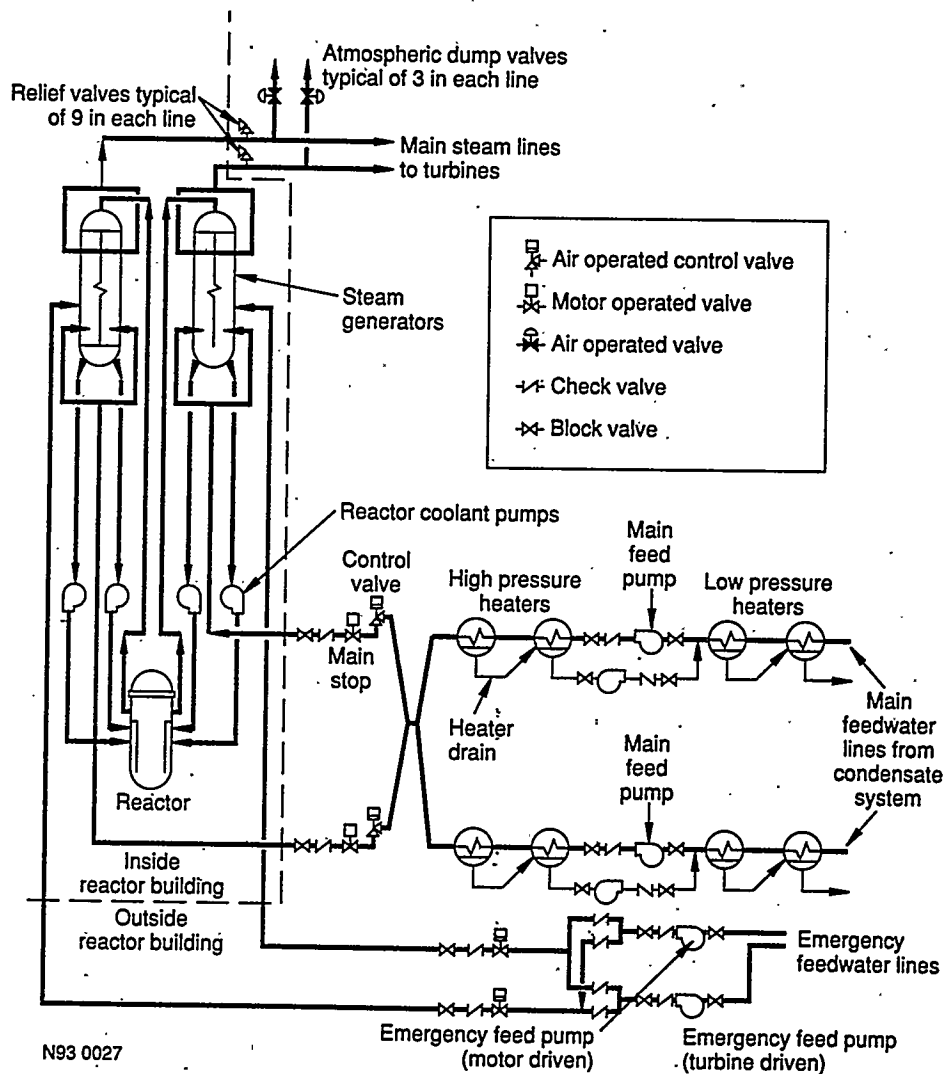 Atmospheric dump valves
typical of 3 in each line
Relief valves typical
of 9 in each line
Main steam lines
to turbines
Air operated control valve
Motor operated valve
Air operated valve
Check valve
Block valve
Steam
generators
Reactor coolant pumps
Control
valve
Main
stop
High pressure
heaters
Main
feed
pump
Low pressure
heaters
Heater
drain
Main
feed
pump
Main
feedwater
lines from
condensate
system
Reactor
Inside
reactor building
Outside
reactor building
Emergency
feedwater lines
Emergency feed pump
(motor driven)
Emergency feed pump
(turbine driven)
N93 0027